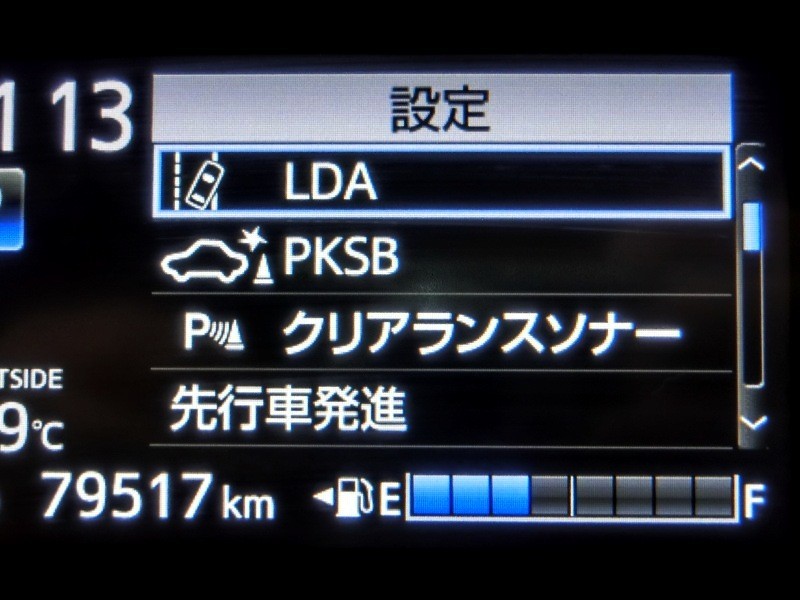 13
設定
LDA
PKSB
P クリアランスソナー
先行車発進
TSIDE
9℃
79517 km
E F